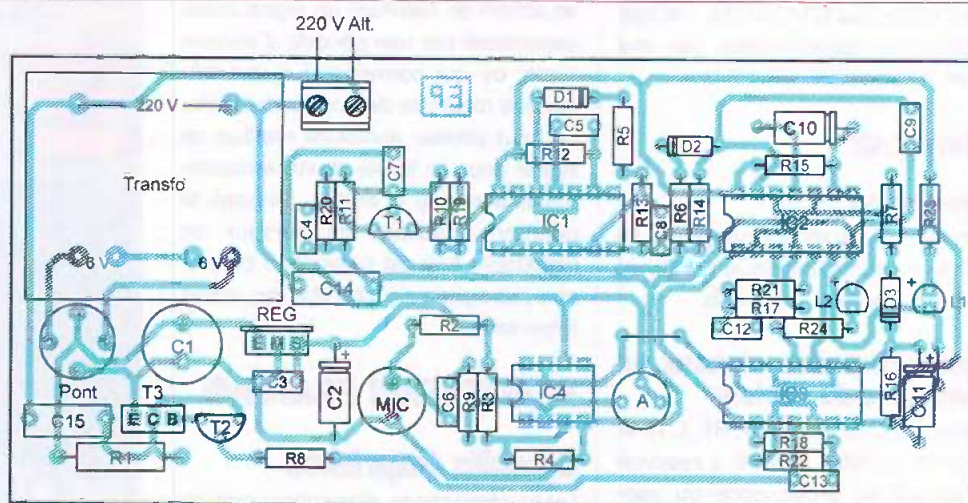 220 V Alt.
220 V
Transfo
6 V
6 V
Pont
C15
R1
T3
E C B
T2
C1
REG
E M S
C3
C2
R8
MIC
R2
C6
R9
R3
R4
IC4
A
C14
C4
R20
R11
C7
T1
R10
R19
D1
C5
R12
IC1
R5
R13
C8
R6
R14
D2
C10
R15
C9
IC2
R7
R21
R17
C12
R24
L2
D3
L1
R16
C11
R18
R22
C13